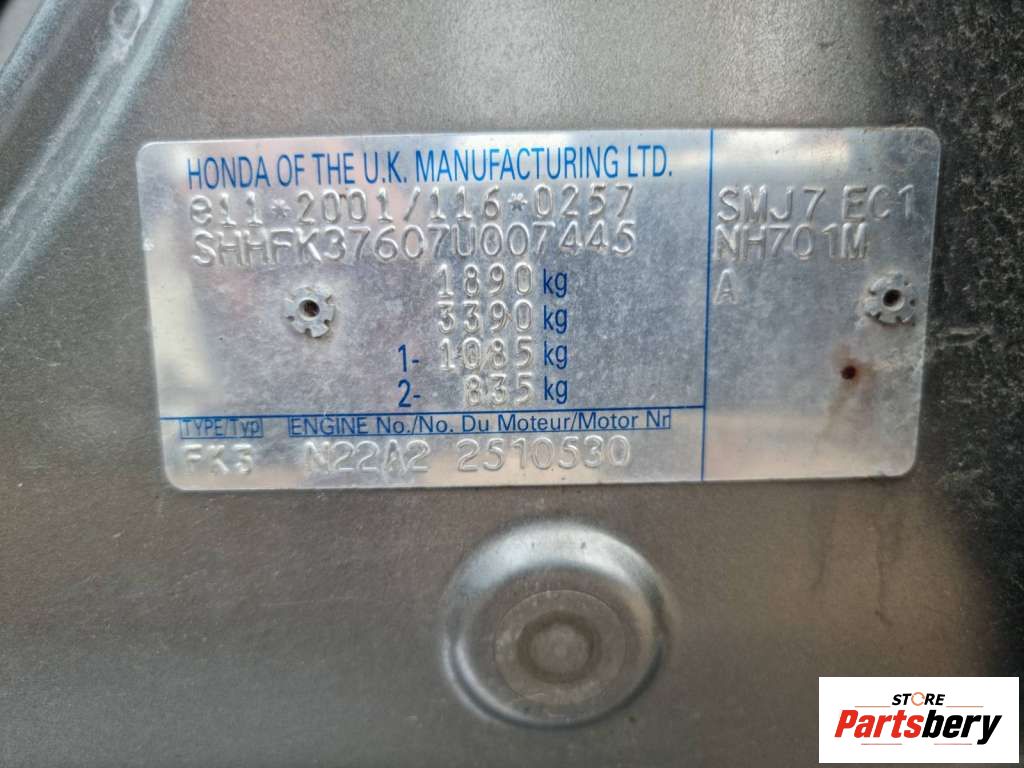 HONDA OF THE U.K. MANUFACTURING LTD.
e11*2001/116*0257
SHHFK37607U007445
1890 kg
3390 kg
1- 1085 kg
2- 835 kg
TYPE/Typ ENGINE No./No. Du Moteur/Motor Nr
FK3 N22A2 2510530
SMJ7 EC1
NH701M
A
STORE
Partsbery